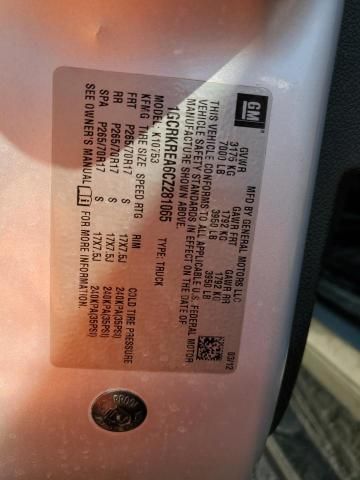 GM
MFD BY GENERAL MOTORS LLC
03/12
GVWR GAWR FRT GAWR RR
3175 KG 1792 KG 1792 KG
7000 LB 3950 LB 3950 LB
THIS VEHICLE CONFORMS TO ALL APPLICABLE U.S. FEDERAL MOTOR
VEHICLE SAFETY STANDARDS IN EFFECT ON THE DATE OF
MANUFACTURE SHOWN ABOVE.
1GCRKREA6CZ281065
TYPE: TRUCK
MODEL: K10753
KFMG TIRE SIZE SPEED RTG RIM COLD TIRE PRESSURE
FRT P265/70R17 S 17X7.5J 240KPA(35PSI)
RR P265/70R17 S 17X7.5J 240KPA(35PSI)
SPA P265/70R17 S 17X7.5J 240KPA(35PSI)
SEE OWNER'S MANUAL FOR MORE INFORMATION.
PROOF